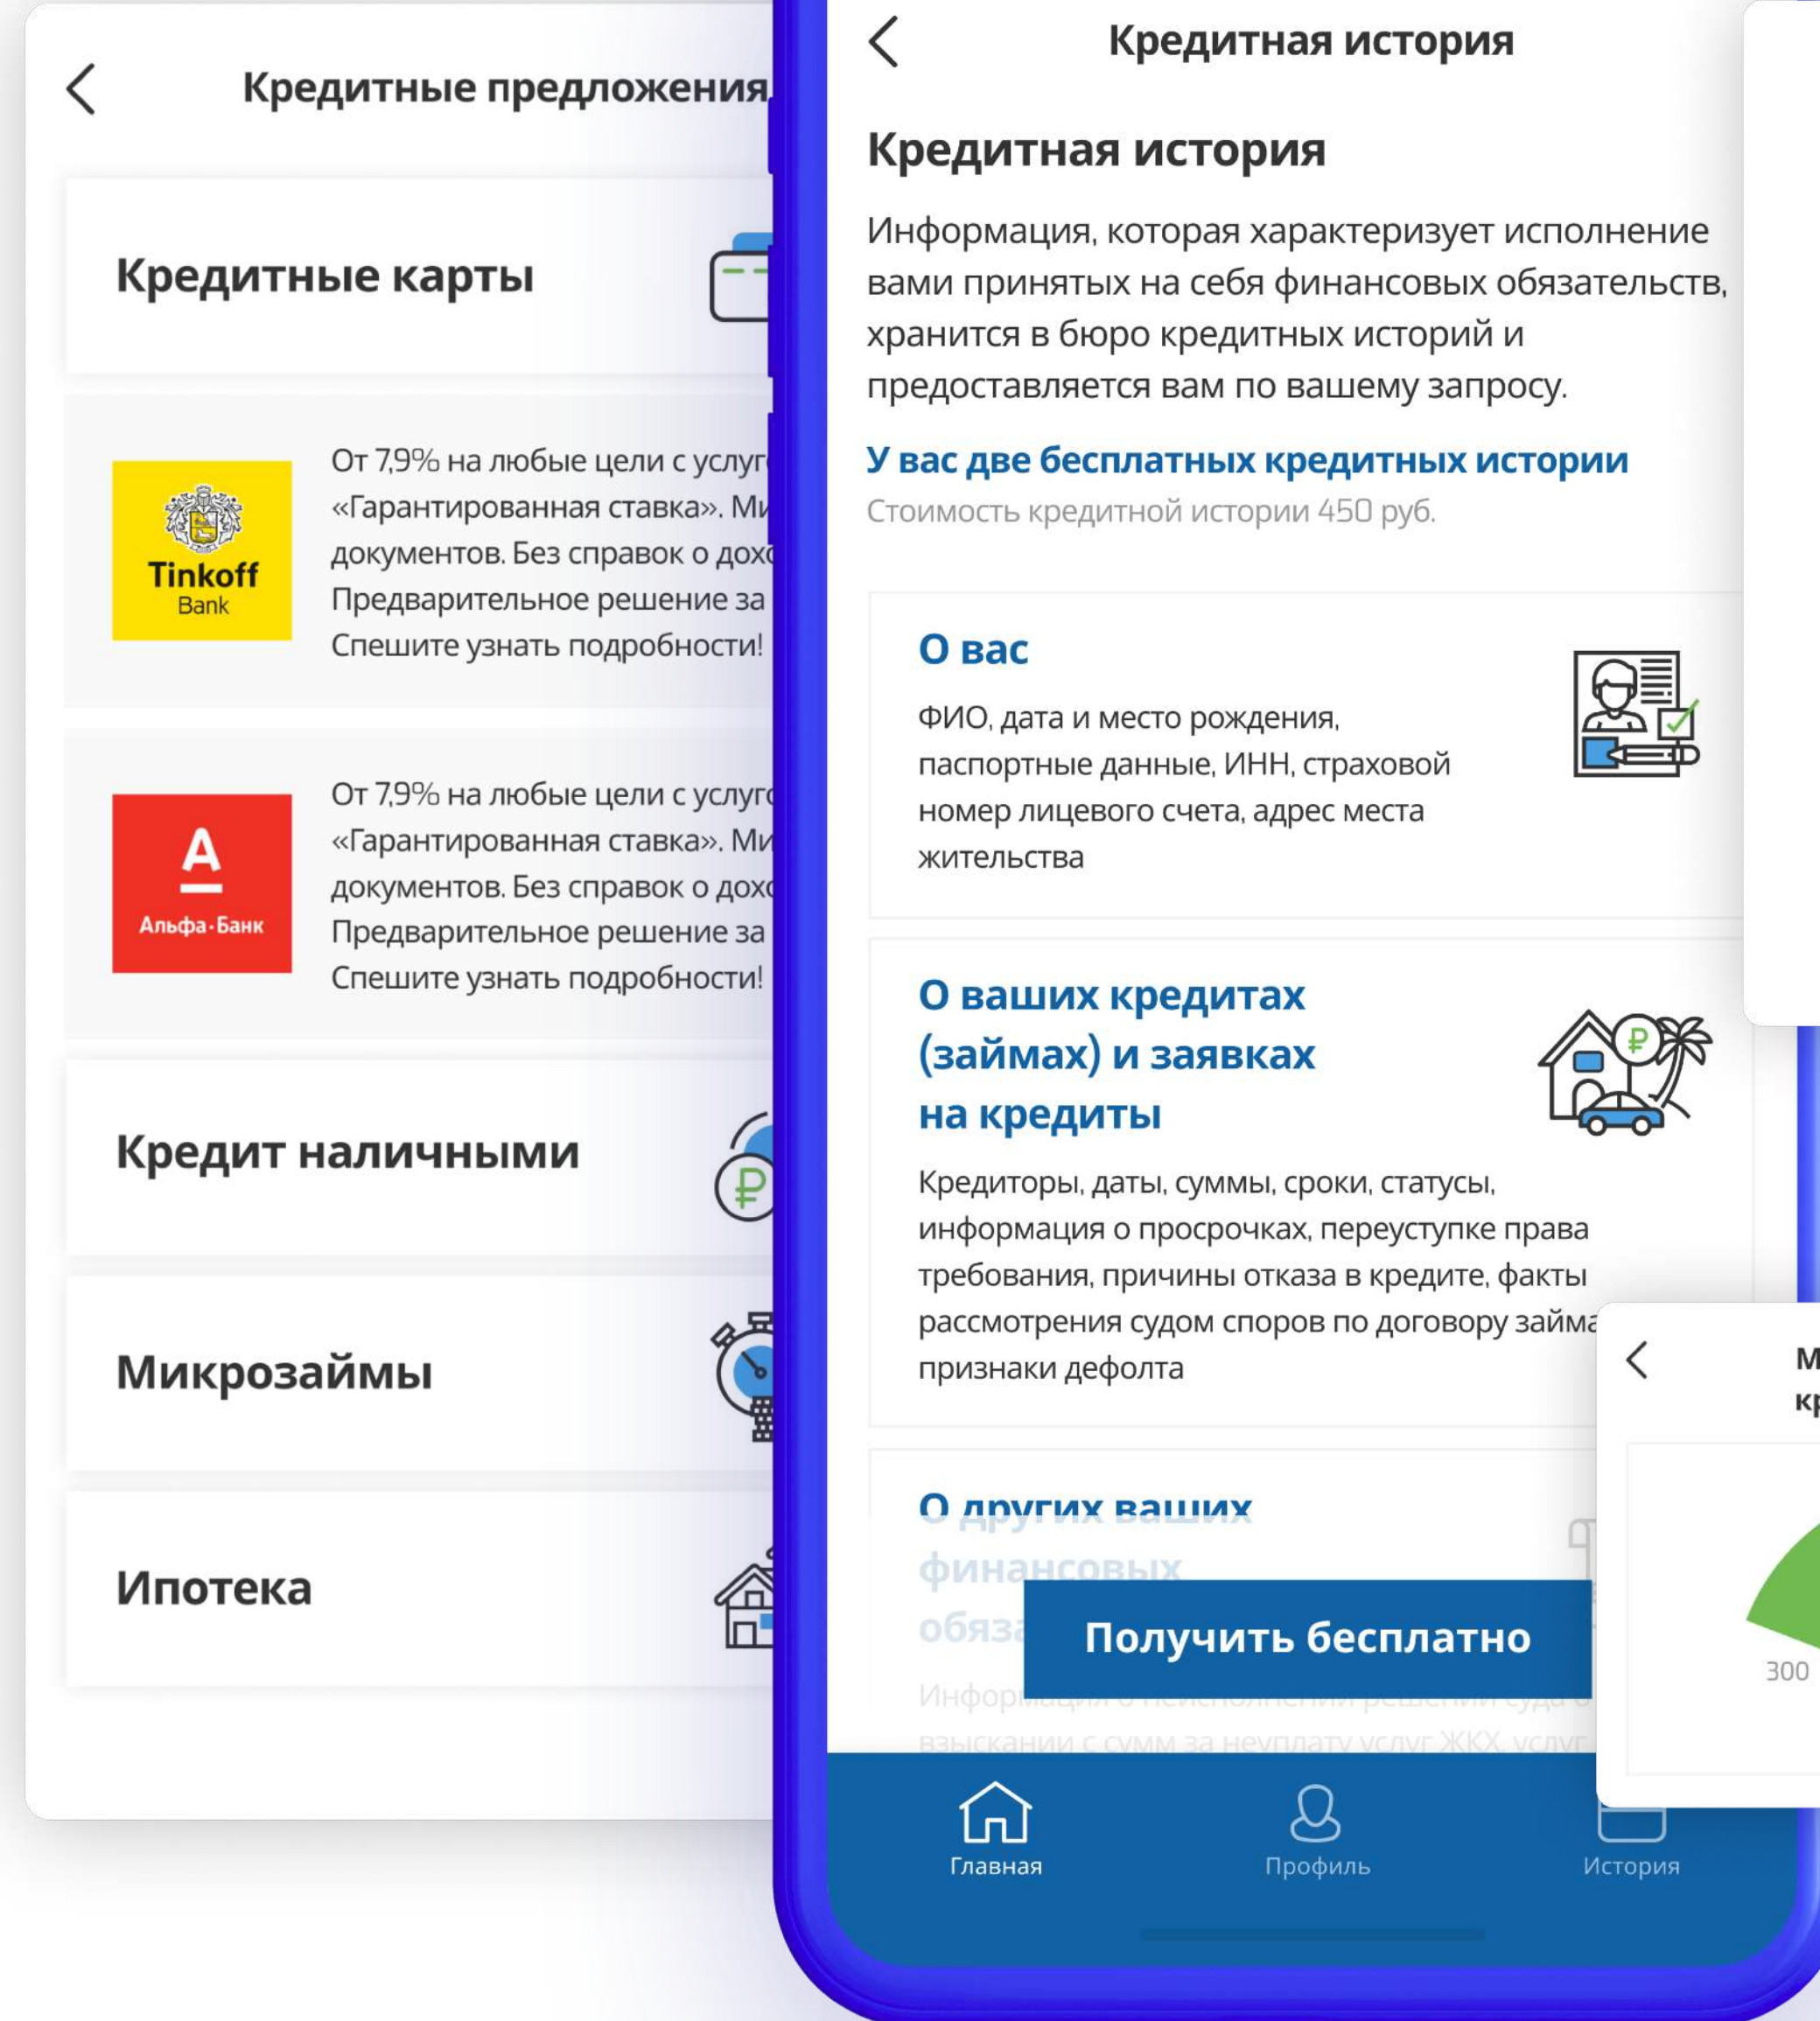 Кредитные предложения
Кредитные карты
От 7,9% на любые цели с
«Гарантированная ставка».
документов. Без справок о
Предварительное решение за
Спешите узнать подробности!
Tinkoff
Bank
От 7,9% на любые цели с
«Гарантированная ставка».
документов. Без справок о
Предварительное решение за
Спешите узнать подробности!
А
Альфа·Банк
Кредит наличными
₽
Микрозаймы
Ипотека
Кредитная история
Кредитная история
Информация, которая характеризует исполнение
вами принятых на себя финансовых обязательств,
хранится в бюро кредитных историй и
предоставляется вам по вашему запросу.
У вас две бесплатных кредитных истории
Стоимость кредитной истории 450 руб.
О вас
ФИО, дата и место рождения,
паспортные данные, ИНН, страховой
номер лицевого счета, адрес места
жительства
О ваших кредитах
(займах) и заявках
на кредиты
₽
Кредиторы, даты, суммы, сроки, статусы,
информация о просрочках, переуступке права
требования, причины отказа в кредите, факты
рассмотрения судом споров по договору
признаки дефолта
О других ваших
финансовых
Получить бесплатно
взыскании с сумм за неуплату услуг ЖКХ, услуг
Главная
Профиль
История
300